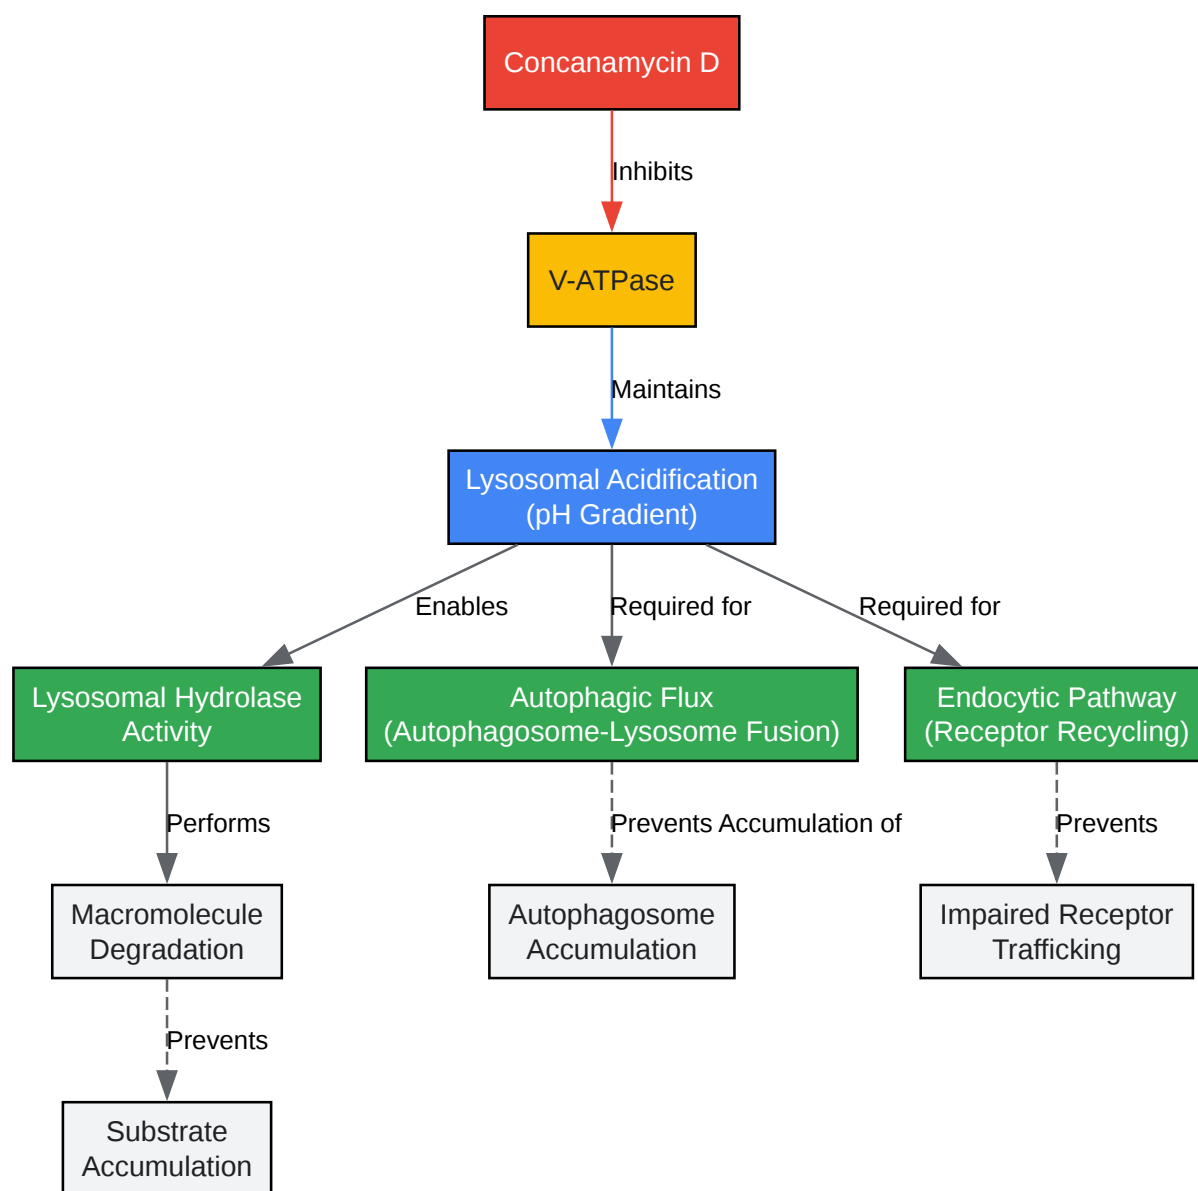 Concanamycin D
Inhibits
V-ATPase
Maintains
Lysosomal Acidification
(pH Gradient)
Enables
Required for
Required for
Lysosomal Hydrolase
Activity
Autophagic Flux
(Autophagosome-Lysosome Fusion)
Endocytic Pathway
(Receptor Recycling)
Performs
Prevents Accumulation of
Prevents
Macromolecule
Degradation
Autophagosome
Accumulation
Impaired Receptor
Trafficking
Prevents
Substrate
Accumulation